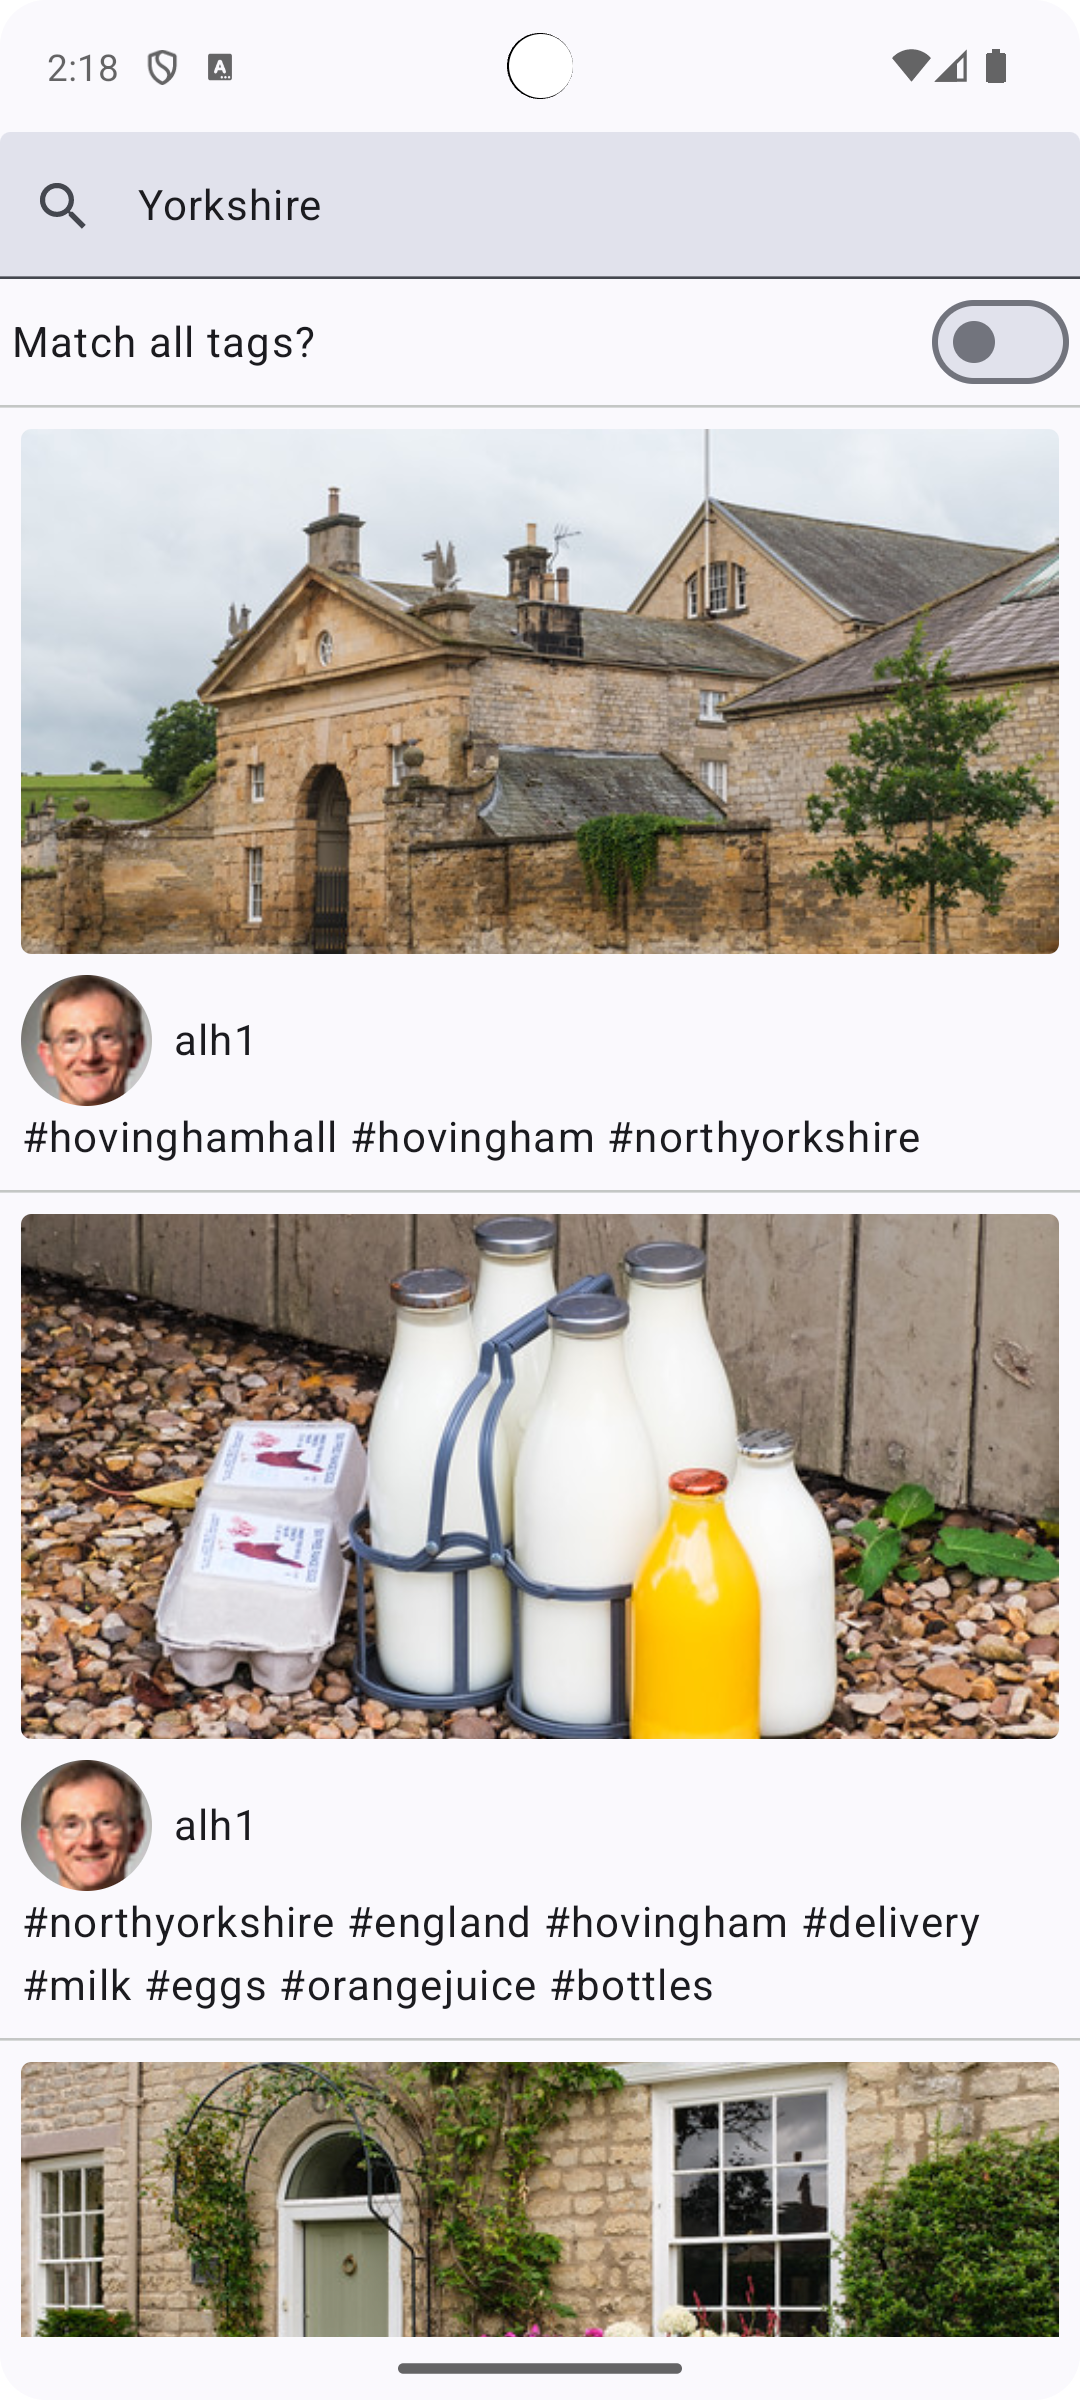 2:18
Yorkshire
Match all tags?
alh1
#hovinghamhall #hovingham #northyorkshire
alh1
#northyorkshire #england #hovingham #delivery
#milk #eggs #orangejuice #bottles